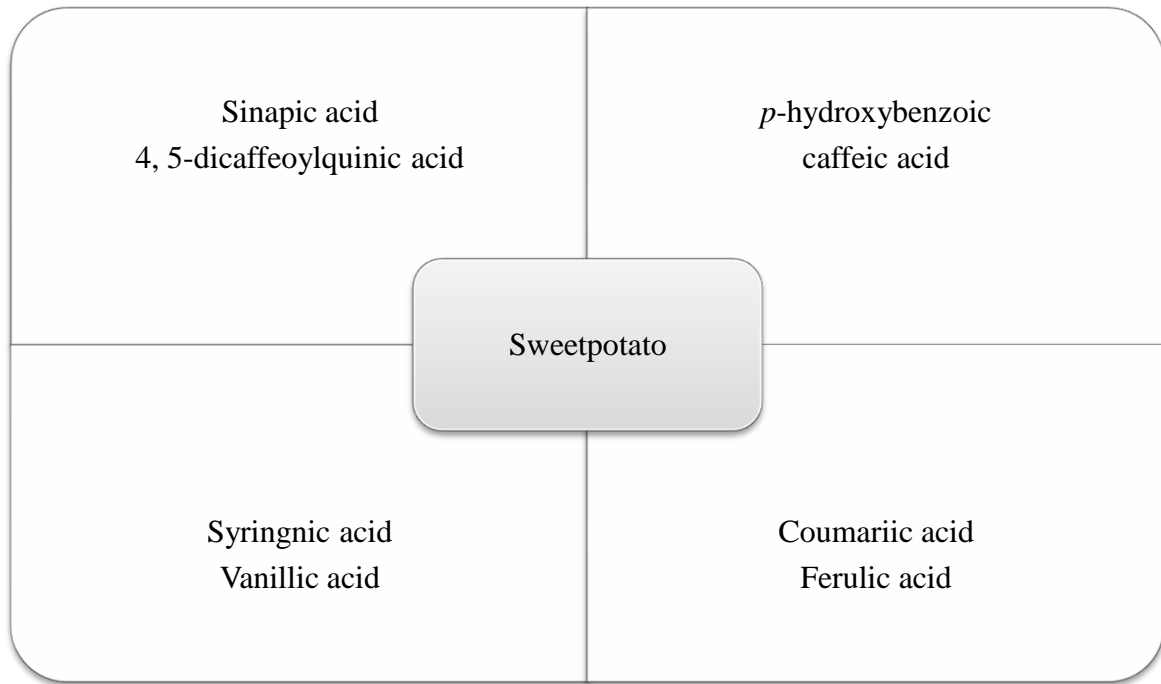 Sinapic acid
4, 5-dicaffeoylquinic acid
p-hydroxybenzoic
caffeic acid
Sweetpotato
Syringnic acid
Vanillic acid
Coumariic acid
Ferulic acid